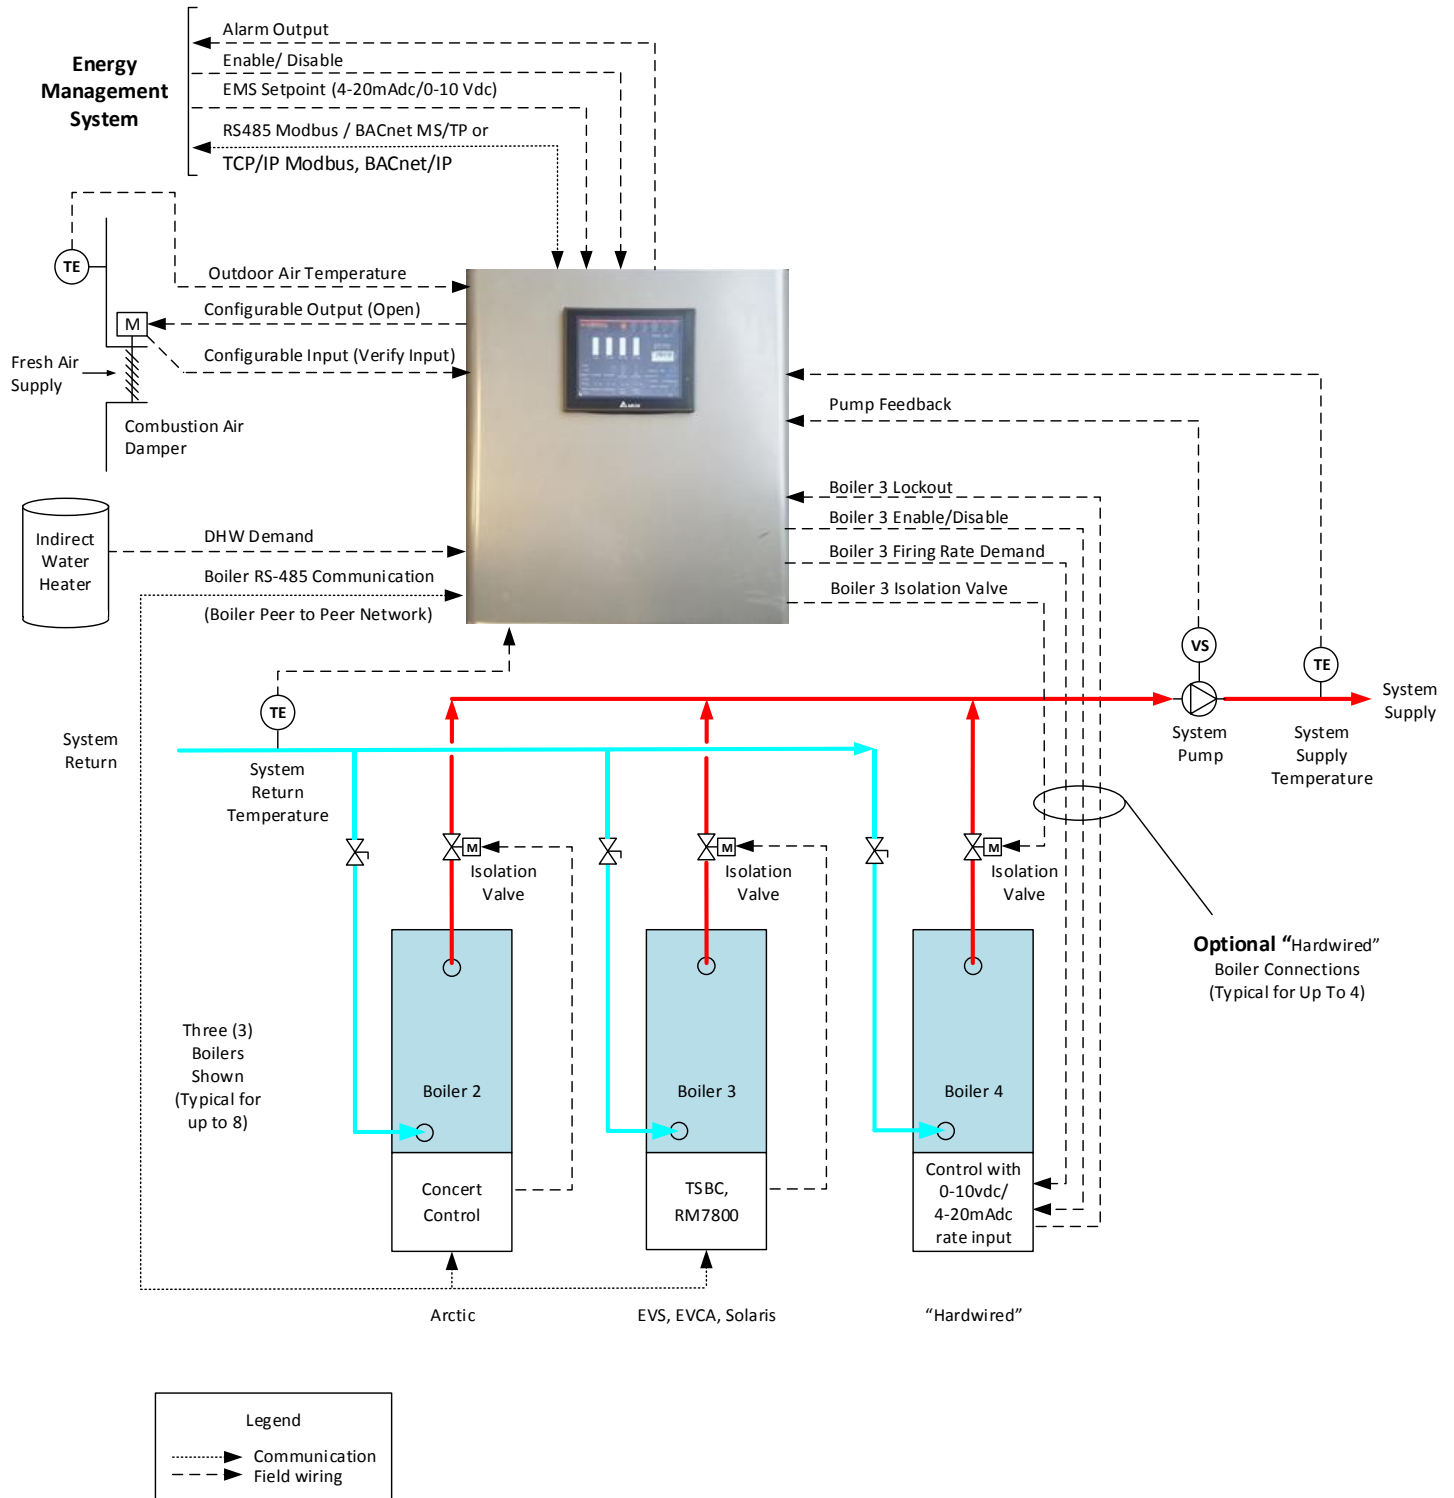 Energy
Management
System
Alarm Output
Enable/ Disable
EMS Setpoint (4-20mAdc/0-10 Vdc)
RS485 Modbus / BACnet MS/TP or
TCP/IP Modbus, BACnet/IP
TE
Outdoor Air Temperature
Configurable Output (Open)
M
Configurable Input (Verify Input)
Fresh Air
Supply
Combustion Air
Damper
Indirect
Water
Heater
DHW Demand
Boiler RS-485 Communication
(Boiler Peer to Peer Network)
Pump Feedback
Boiler 3 Lockout
Boiler 3 Enable/Disable
Boiler 3 Firing Rate Demand
Boiler 3 Isolation Valve
VS
TE
System
Supply
System
Pump
System
Supply
Temperature
TE
System
Return
System
Return
Temperature
M
Isolation
Valve
M
Isolation
Valve
M
Isolation
Valve
Optional “Hardwired”
Boiler Connections
(Typical for Up To 4)
Three (3)
Boilers
Shown
(Typical for
up to 8)
Boiler 2
Boiler 3
Boiler 4
Concert
Control
TSBC,
RM7800
Control with
0-10vdc/
4-20mAdc
rate input
Arctic
EVS, EVCA, Solaris
“Hardwired”
Legend
Communication
Field wiring